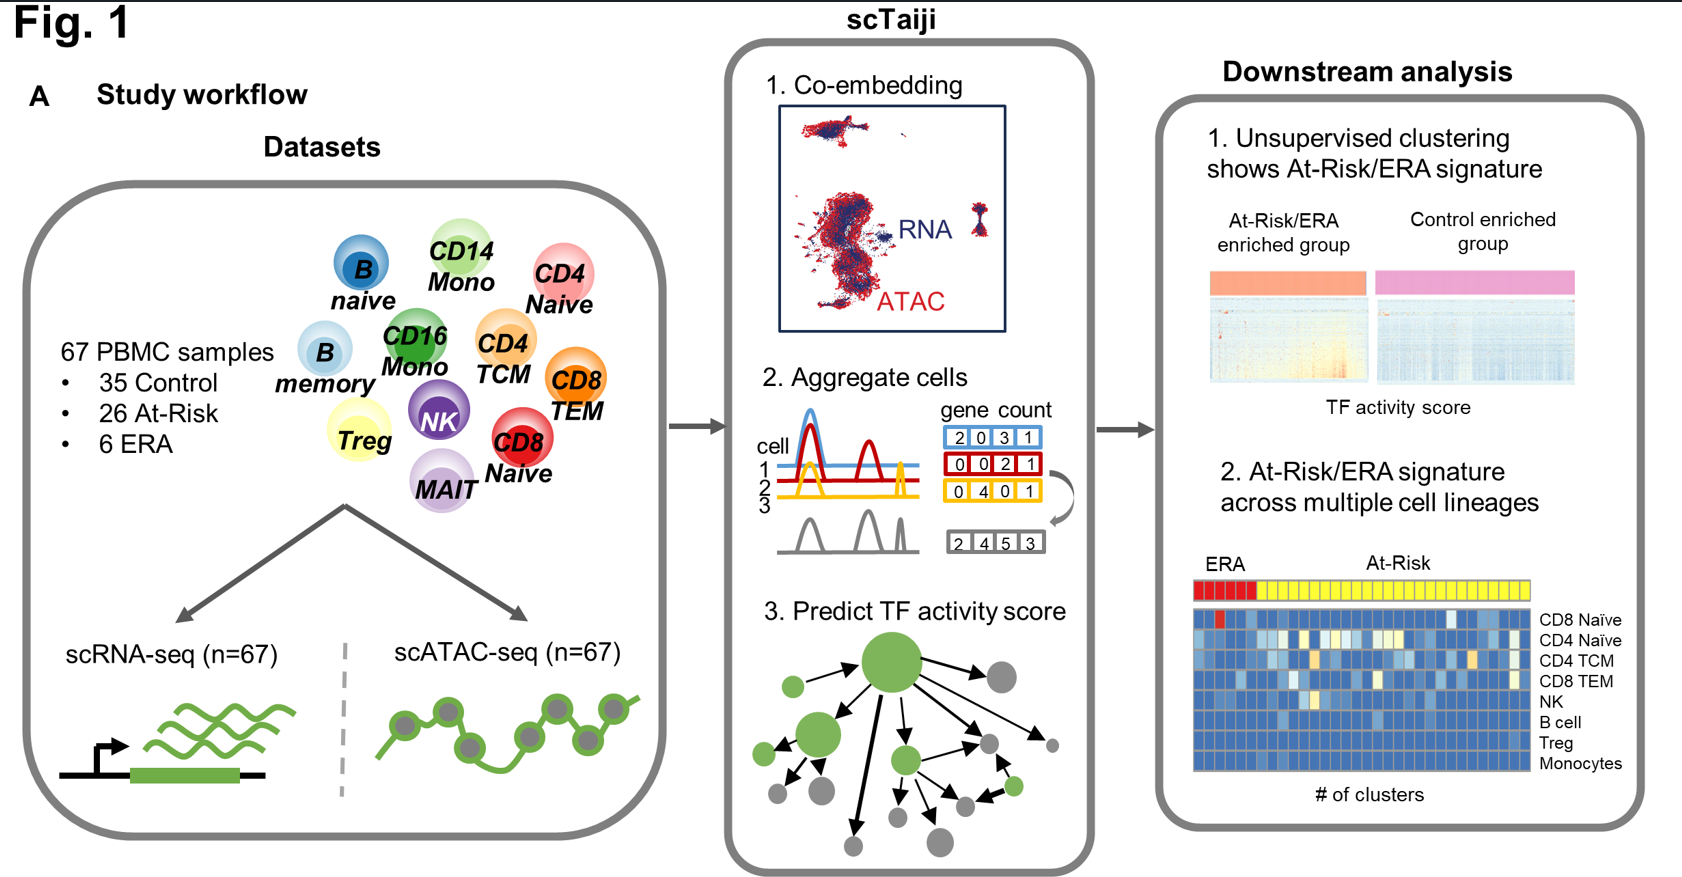 Fig. 1
A Study workflow
Datasets
67 PBMC samples
• 35 Control
• 26 At-Risk
• 6 ERA
B
naive
CD14
Mono
CD4
Naive
B
memory
CD16
Mono
CD4
TCM
CD8
TEM
Treg
NK
CD8
Naive
MAIT
scRNA-seq (n=67)
scATAC-seq (n=67)
scTaiji
1. Co-embedding
RNA
ATAC
2. Aggregate cells
cell
1
2
3
gene count
2 0 3 1
0 0 2 1
0 4 0 1
2 4 5 3
3. Predict TF activity score
Downstream analysis
1. Unsupervised clustering
shows At-Risk/ERA signature
At-Risk/ERA
enriched group
Control enriched
group
TF activity score
2. At-Risk/ERA signature
across multiple cell lineages
ERA
At-Risk
CD8 Naïve
CD4 Naïve
CD4 TCM
CD8 TEM
NK
B cell
Treg
Monocytes
# of clusters